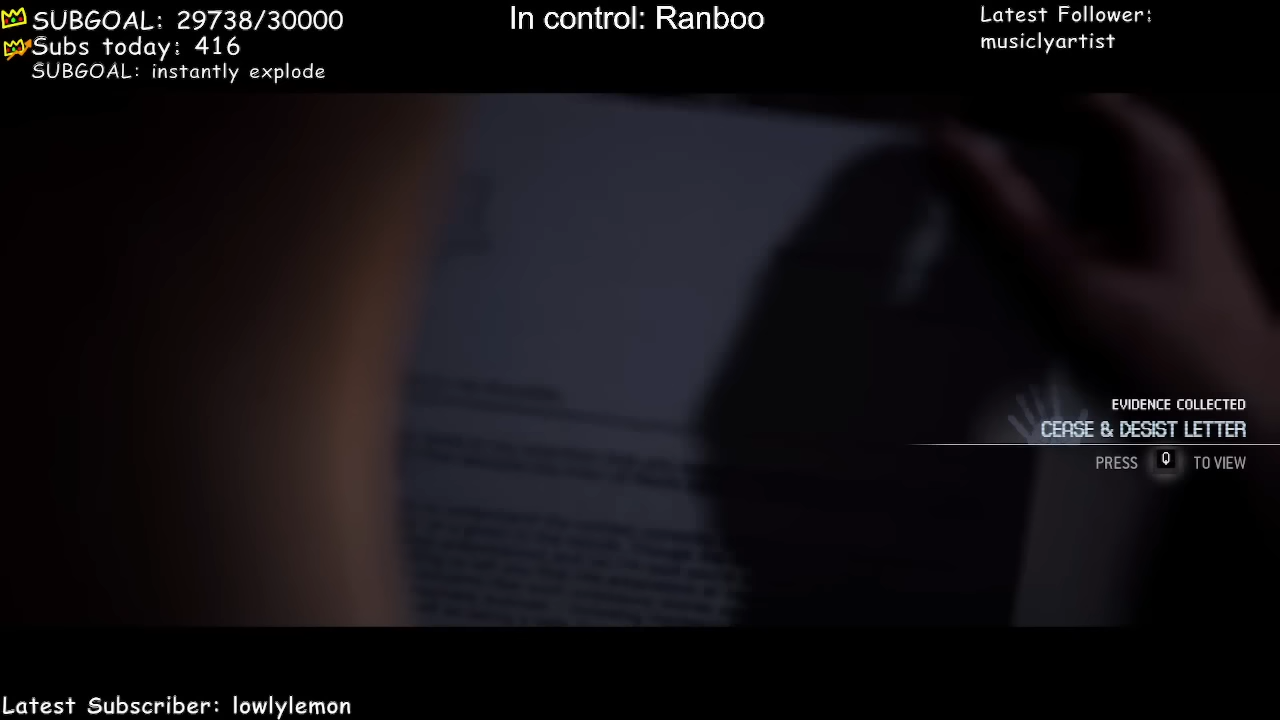 SUBGOAL: 29738/30000
Subs today: 416
SUBGOAL: instantly explode
In control: Ranboo
Latest Follower:
musiclyartist
EVIDENCE COLLECTED
CEASE & DESIST LETTER
PRESS Q TO VIEW
Latest Subscriber: lowlylemon